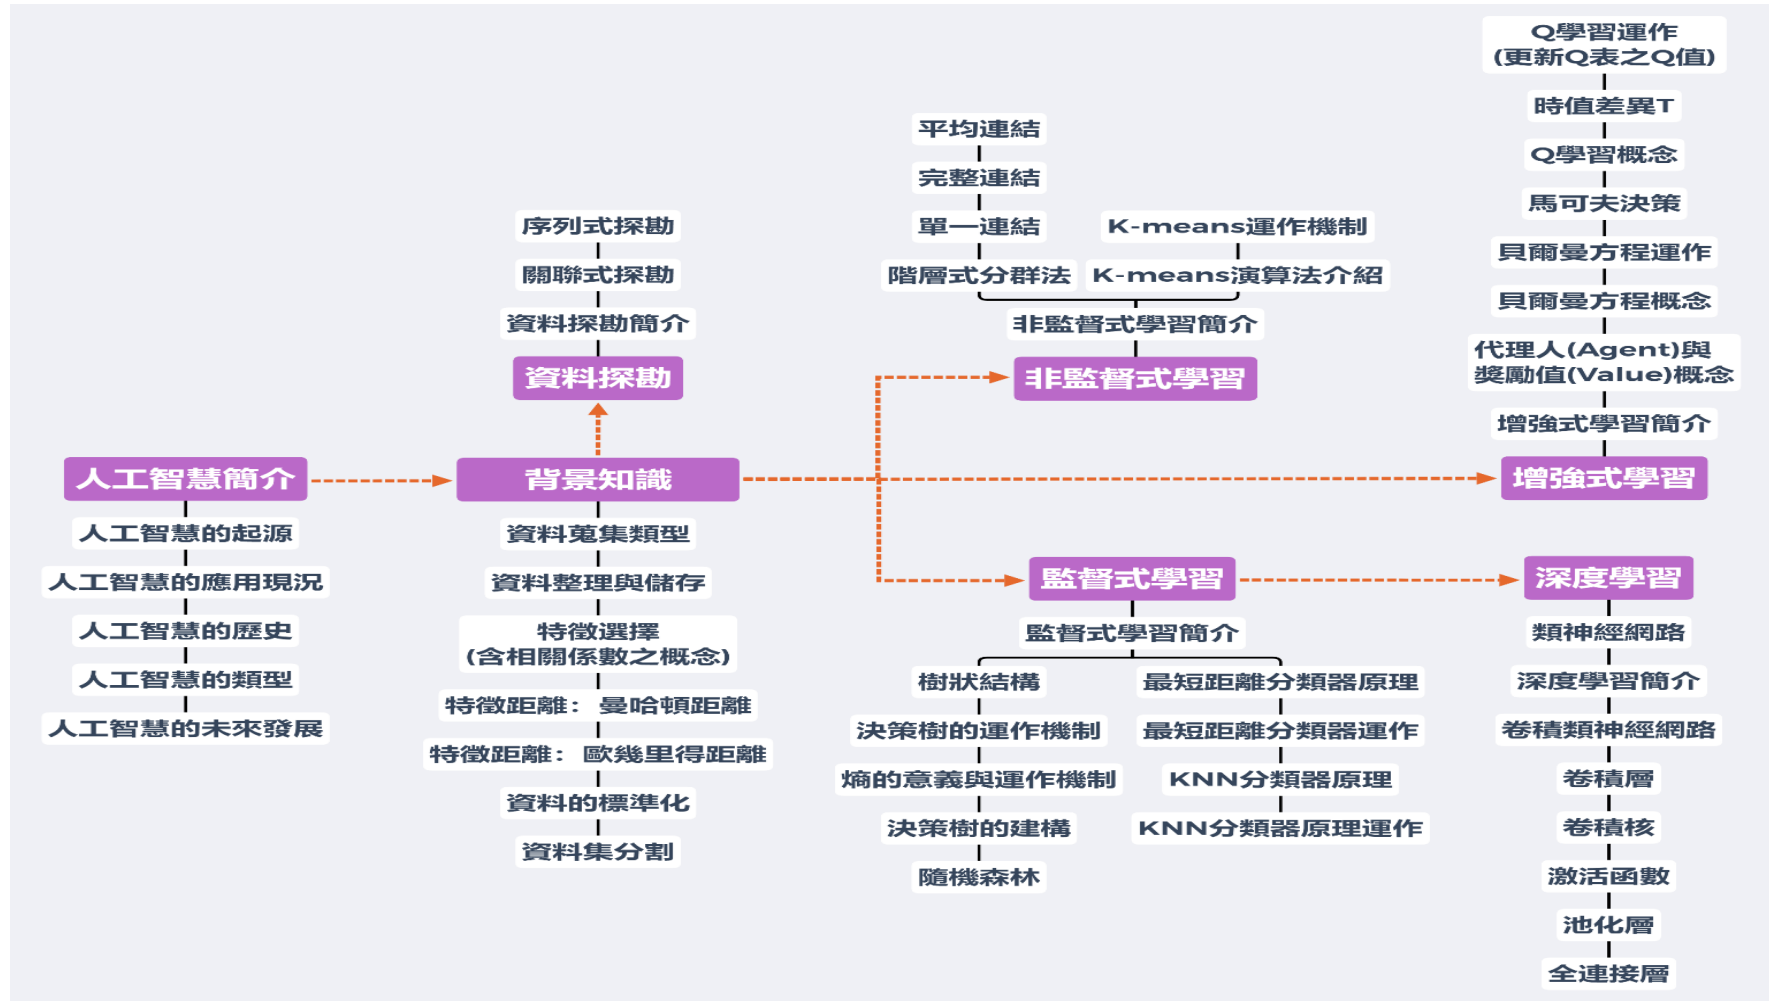 人工智慧簡介
人工智慧的起源
人工智慧的應用現況
人工智慧的歷史
人工智慧的類型
人工智慧的未來發展
序列式探勘
關聯式探勘
資料探勘簡介
資料探勘
背景知識
資料蒐集類型
資料整理與儲存
特徵選擇
(含相關係數之概念)
特徵距離：曼哈頓距離
特徵距離：歐幾里得距離
資料的標準化
資料集分割
平均連結
完整連結
單一連結
階層式分群法
K-means運作機制
K-means演算法介紹
非監督式學習簡介
非監督式學習
監督式學習
監督式學習簡介
樹狀結構
決策樹的運作機制
熵的意義與運作機制
決策樹的建構
隨機森林
最短距離分類器原理
最短距離分類器運作
KNN分類器原理
KNN分類器原理運作
Q學習運作
(更新Q表之Q值)
時值差異T
Q學習概念
馬可夫決策
貝爾曼方程運作
貝爾曼方程概念
代理人(Agent)與
獎勵值(Value)概念
增強式學習簡介
增強式學習
深度學習
類神經網路
深度學習簡介
卷積類神經網路
卷積層
卷積核
激活函數
池化層
全連接層